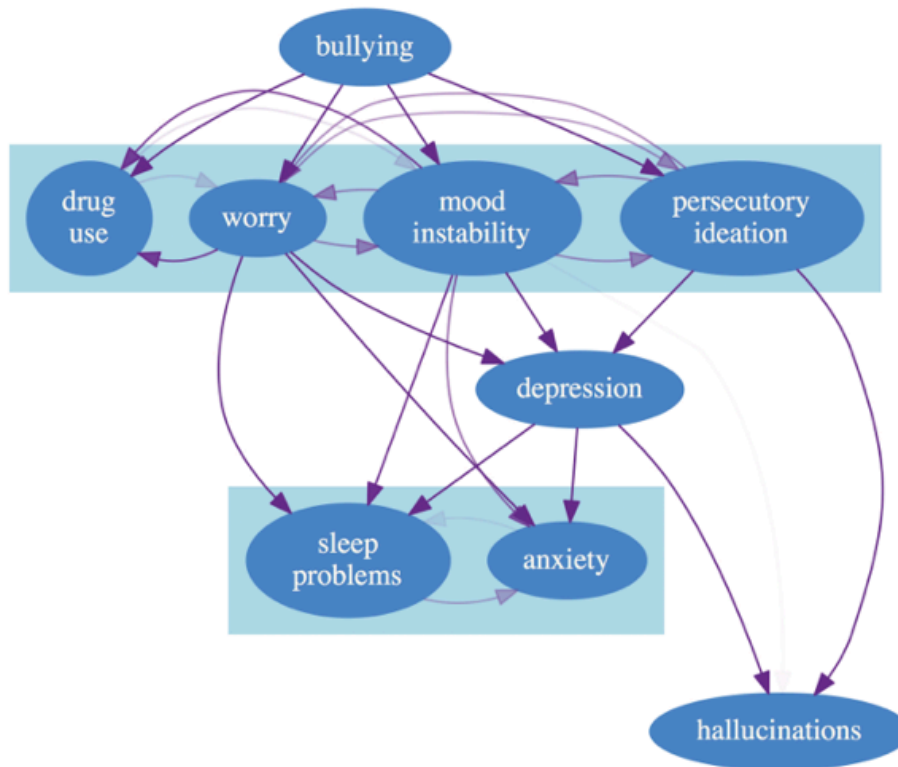 bullying
drug
use
worry
mood
instability
persecutory
ideation
depression
sleep
problems
anxiety
hallucinations